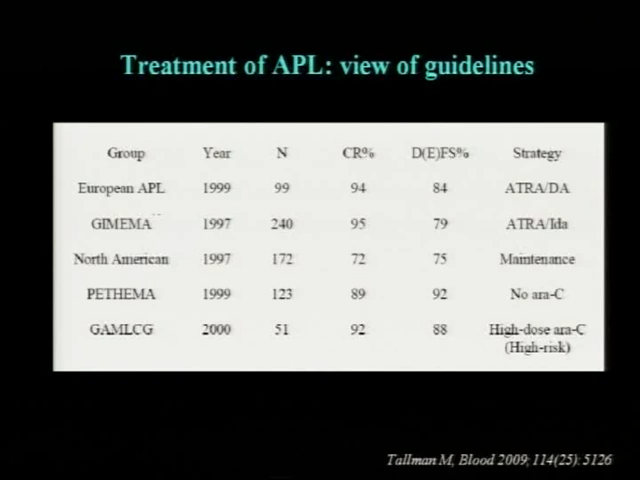 Treatment of APL: view of guidelines
Group Year N CR% D(E)FS% Strategy
European APL 1999 99 94 84 ATRA/DA
GIMEMA 1997 240 95 79 ATRA/Ida
North American 1997 172 72 75 Maintenance
PETHEMA 1999 123 89 92 No ara-C
GAMLCG 2000 51 92 88 High-dose ara-C
(High-risk)
Tallman M, Blood 2009; 114(25): 5126